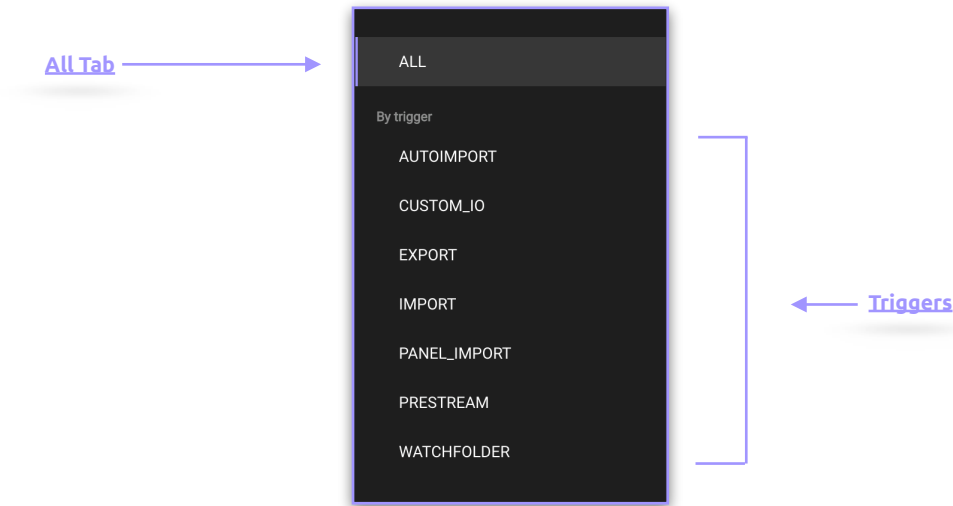 All Tab
ALL
By trigger
AUTOIMPORT
CUSTOM_IO
EXPORT
IMPORT
PANEL_IMPORT
PRESTREAM
WATCHFOLDER
Triggers